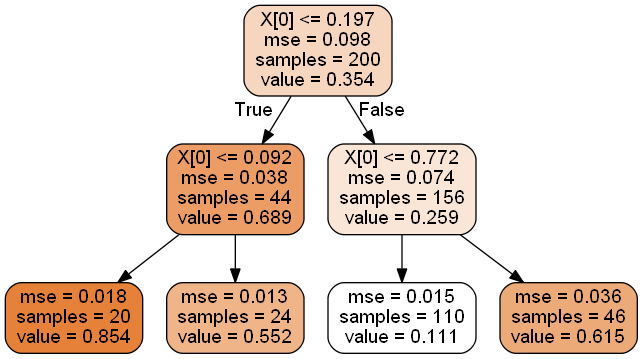 X[0] <= 0.197
mse = 0.098
samples = 200
value = 0.354
True
False
X[0] <= 0.092
mse = 0.038
samples = 44
value = 0.689
X[0] <= 0.772
mse = 0.074
samples = 156
value = 0.259
mse = 0.018
samples = 20
value = 0.854
mse = 0.013
samples = 24
value = 0.552
mse = 0.015
samples = 110
value = 0.111
mse = 0.036
samples = 46
value = 0.615